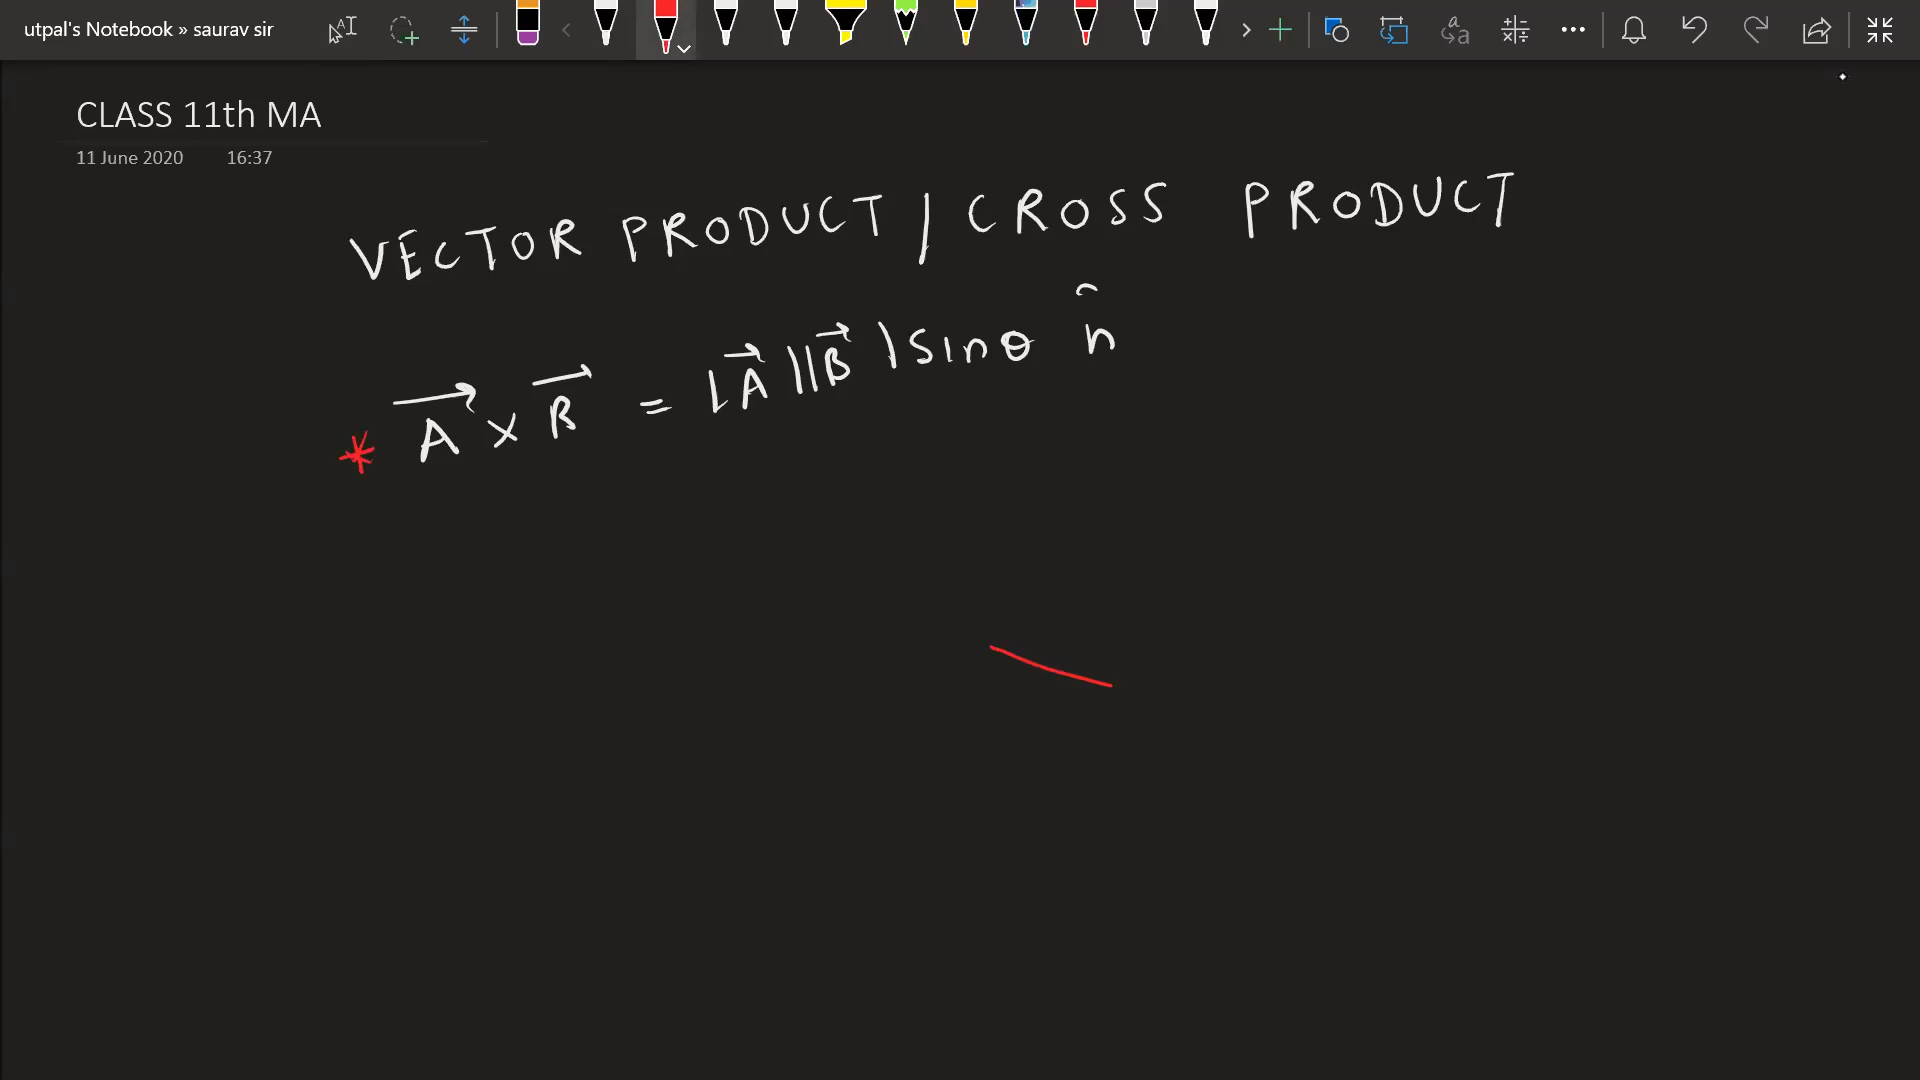 utpal's Notebook » saurav sir
CLASS 11th MA
11 June 2020 16:37
VECTOR PRODUCT / CROSS PRODUCT
* A⃗ × B⃗ = |A⃗||B⃗|sinθ n̂